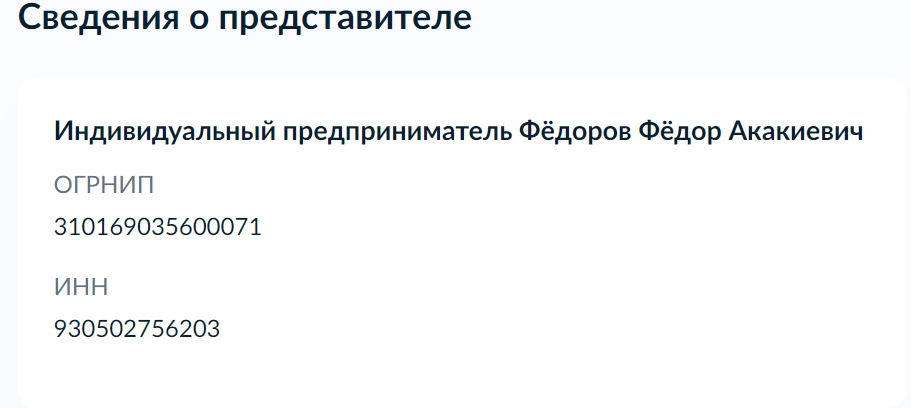 Сведения о представителе
Индивидуальный предприниматель Фёдоров Фёдор Акакиевич
ОГРНИП
310169035600071
ИНН
930502756203